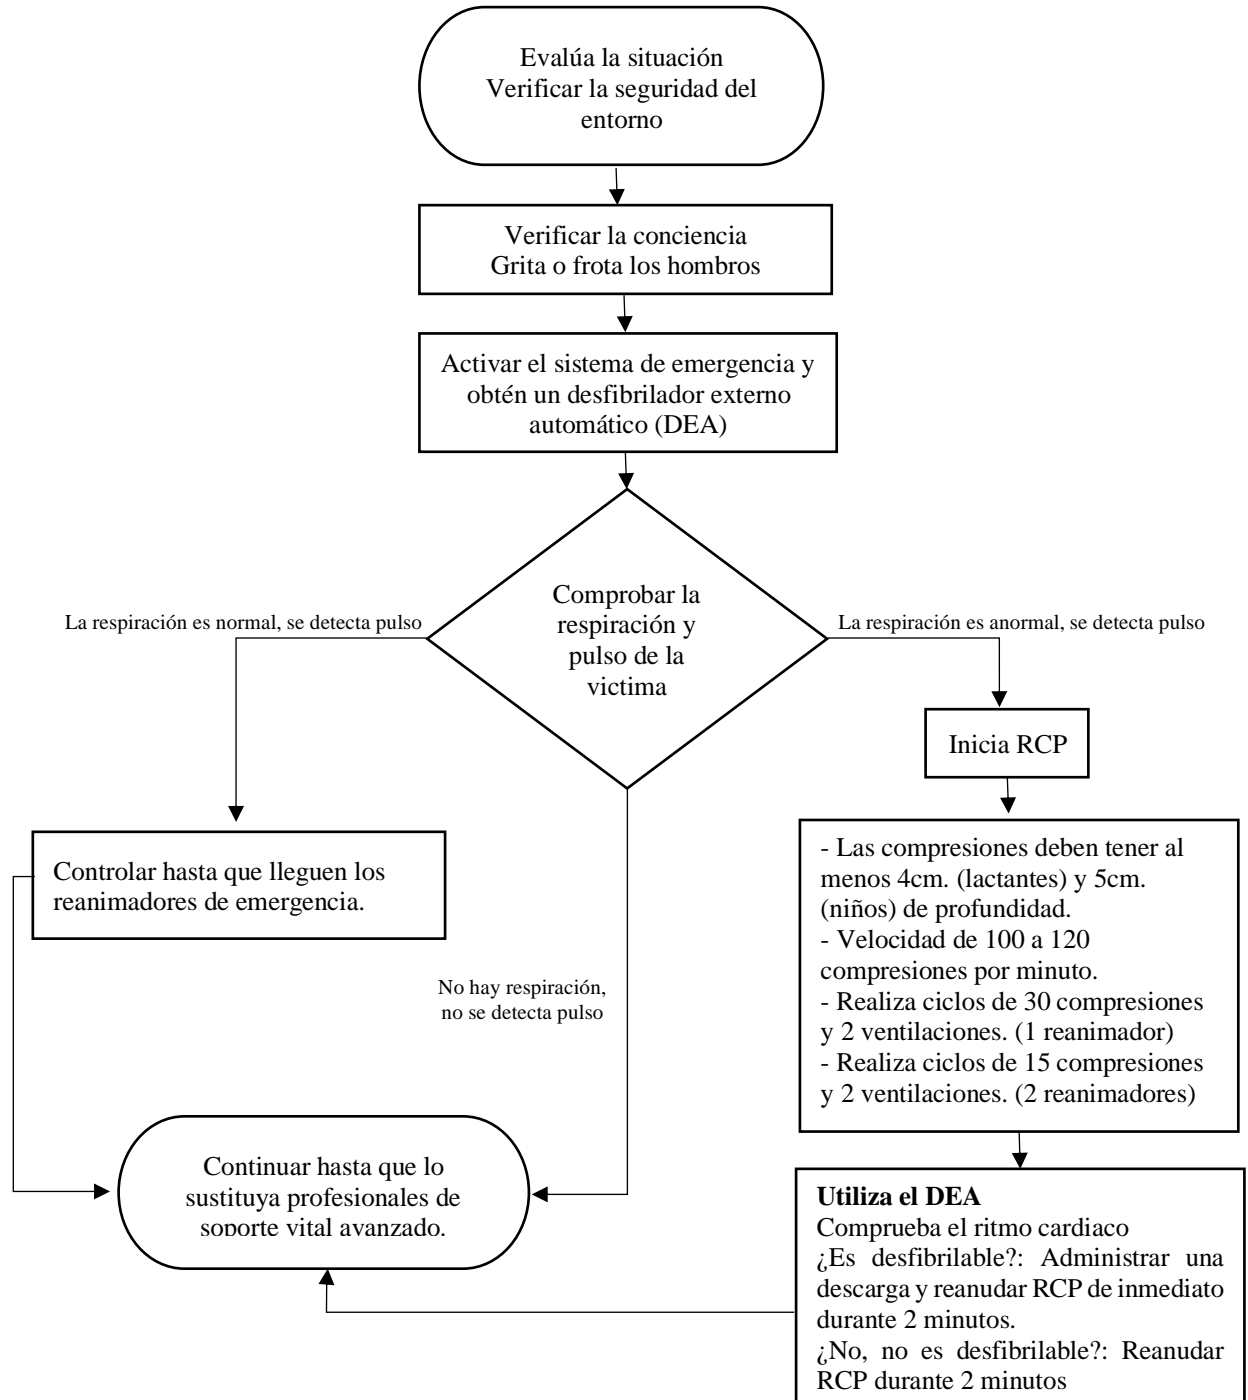 Evalúa la situación
Verificar la seguridad del
entorno
Verificar la conciencia
Grita o frota los hombros
Activar el sistema de emergencia y
obtén un desfibrilador externo
automático (DEA)
Comprobar la
respiración y
pulso de la
victima
La respiración es normal, se detecta pulso
La respiración es anormal, se detecta pulso
Inicia RCP
Controlar hasta que lleguen los
reanimadores de emergencia.
- Las compresiones deben tener al
menos 4cm. (lactantes) y 5cm.
(niños) de profundidad.
- Velocidad de 100 a 120
compresiones por minuto.
- Realiza ciclos de 30 compresiones
y 2 ventilaciones. (1 reanimador)
- Realiza ciclos de 15 compresiones
y 2 ventilaciones. (2 reanimadores)
No hay respiración,
no se detecta pulso
Continuar hasta que lo
sustituya profesionales de
soporte vital avanzado.
Utiliza el DEA
Comprueba el ritmo cardiaco
¿Es desfibrilable?: Administrar una
descarga y reanudar RCP de inmediato
durante 2 minutos.
¿No, no es desfibrilable?: Reanudar
RCP durante 2 minutos